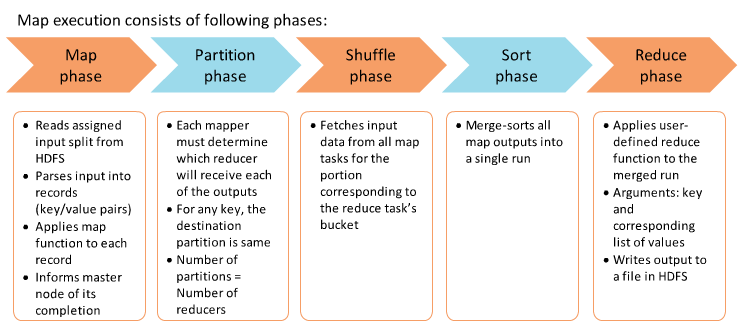 Map execution consists of following phases:
Map
phase
Partition
phase
Shuffle
phase
Sort
phase
Reduce
phase
• Reads assigned
input split from
HDFS
• Parses input into
records
(key/value pairs)
• Applies map
function to each
record
• Informs master
node of its
completion
• Each mapper
must determine
which reducer
will receive each
of the outputs
• For any key, the
destination
partition is same
• Number of
partitions =
Number of
reducers
• Fetches input
data from all map
tasks for the
portion
corresponding to
the reduce task's
bucket
• Merge-sorts all
map outputs into
a single run
• Applies user-
defined reduce
function to the
merged run
• Arguments: key
and
corresponding
list of values
• Writes output to
a file in HDFS